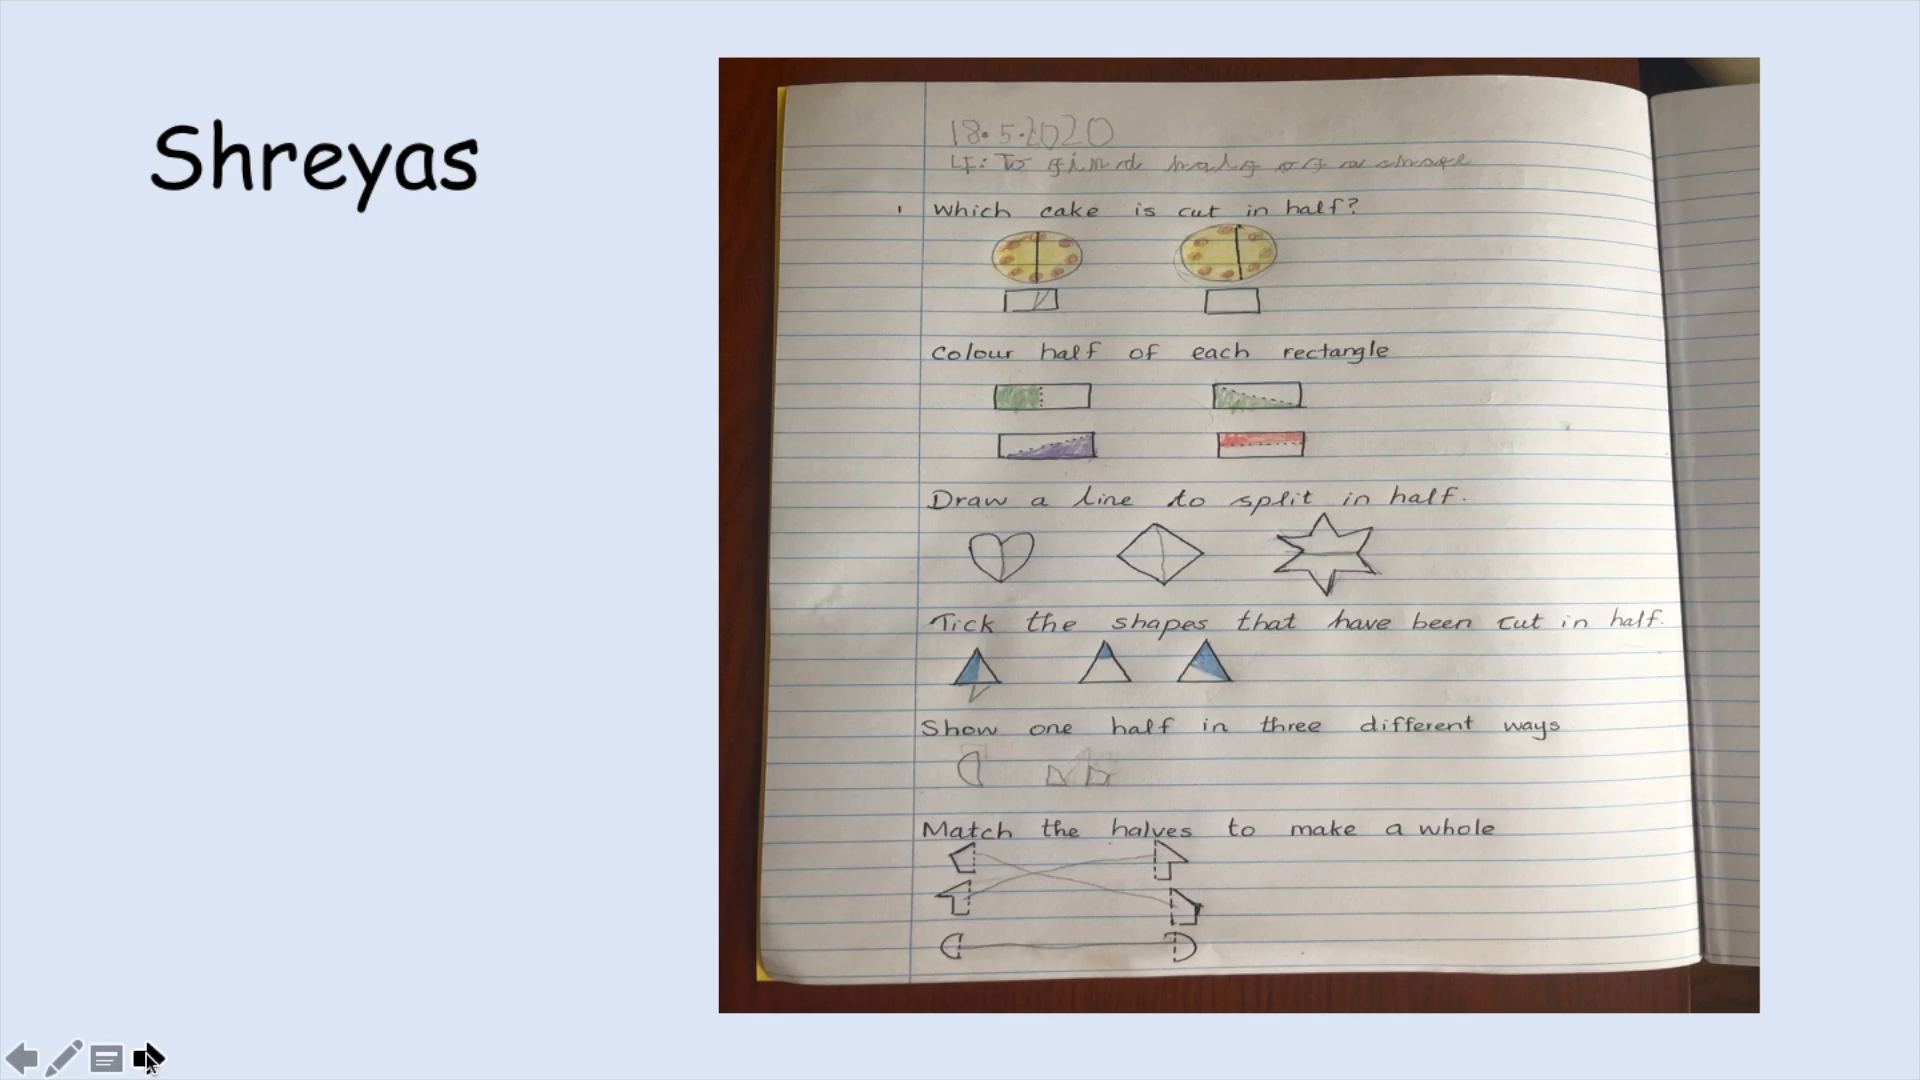 Shreyas
18.5.2020
LF: To find half of a shape
1 Which cake is cut in half?
Colour half of each rectangle
Draw a line to split in half.
Tick the shapes that have been cut in half.
Show one half in three different ways
Match the halves to make a whole